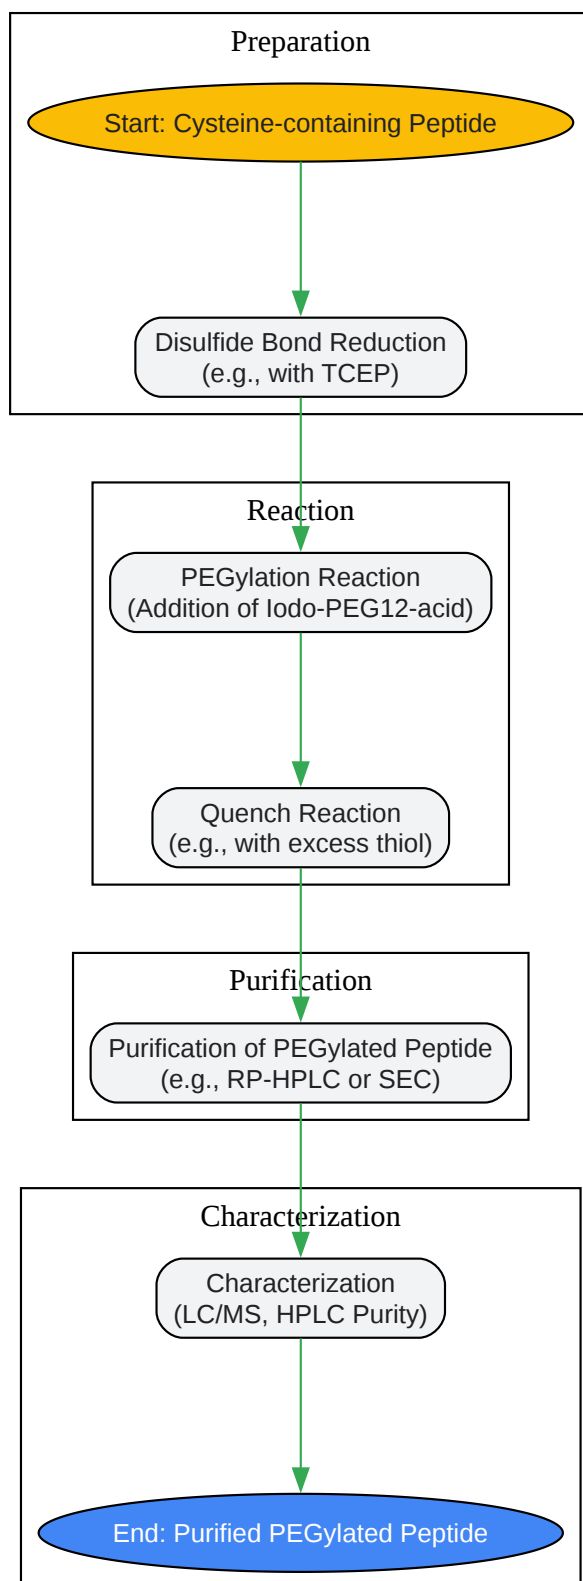 Preparation
Start: Cysteine-containing Peptide
Disulfide Bond Reduction
(e.g., with TCEP)
Reaction
PEGylation Reaction
(Addition of Iodo-PEG12-acid)
Quench Reaction
(e.g., with excess thiol)
Purification
Purification of PEGylated Peptide
(e.g., RP-HPLC or SEC)
Characterization
Characterization
(LC/MS, HPLC Purity)
End: Purified PEGylated Peptide